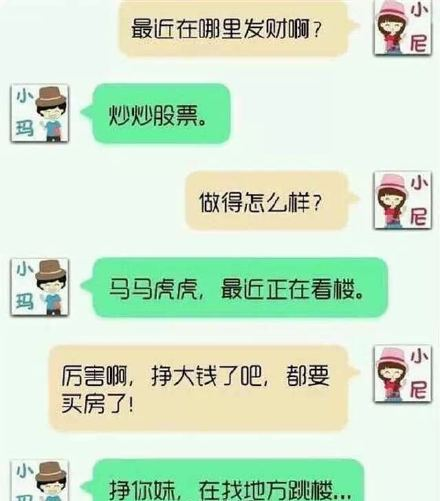 最近在哪里发财啊?
小尼
小玛
炒炒股票。
做得怎么样?
小尼
小玛
马马虎虎，最近正在看楼。
厉害啊，挣大钱了吧，都要
买房了!
小尼
小玛
挣你妹，在找地方跳楼...